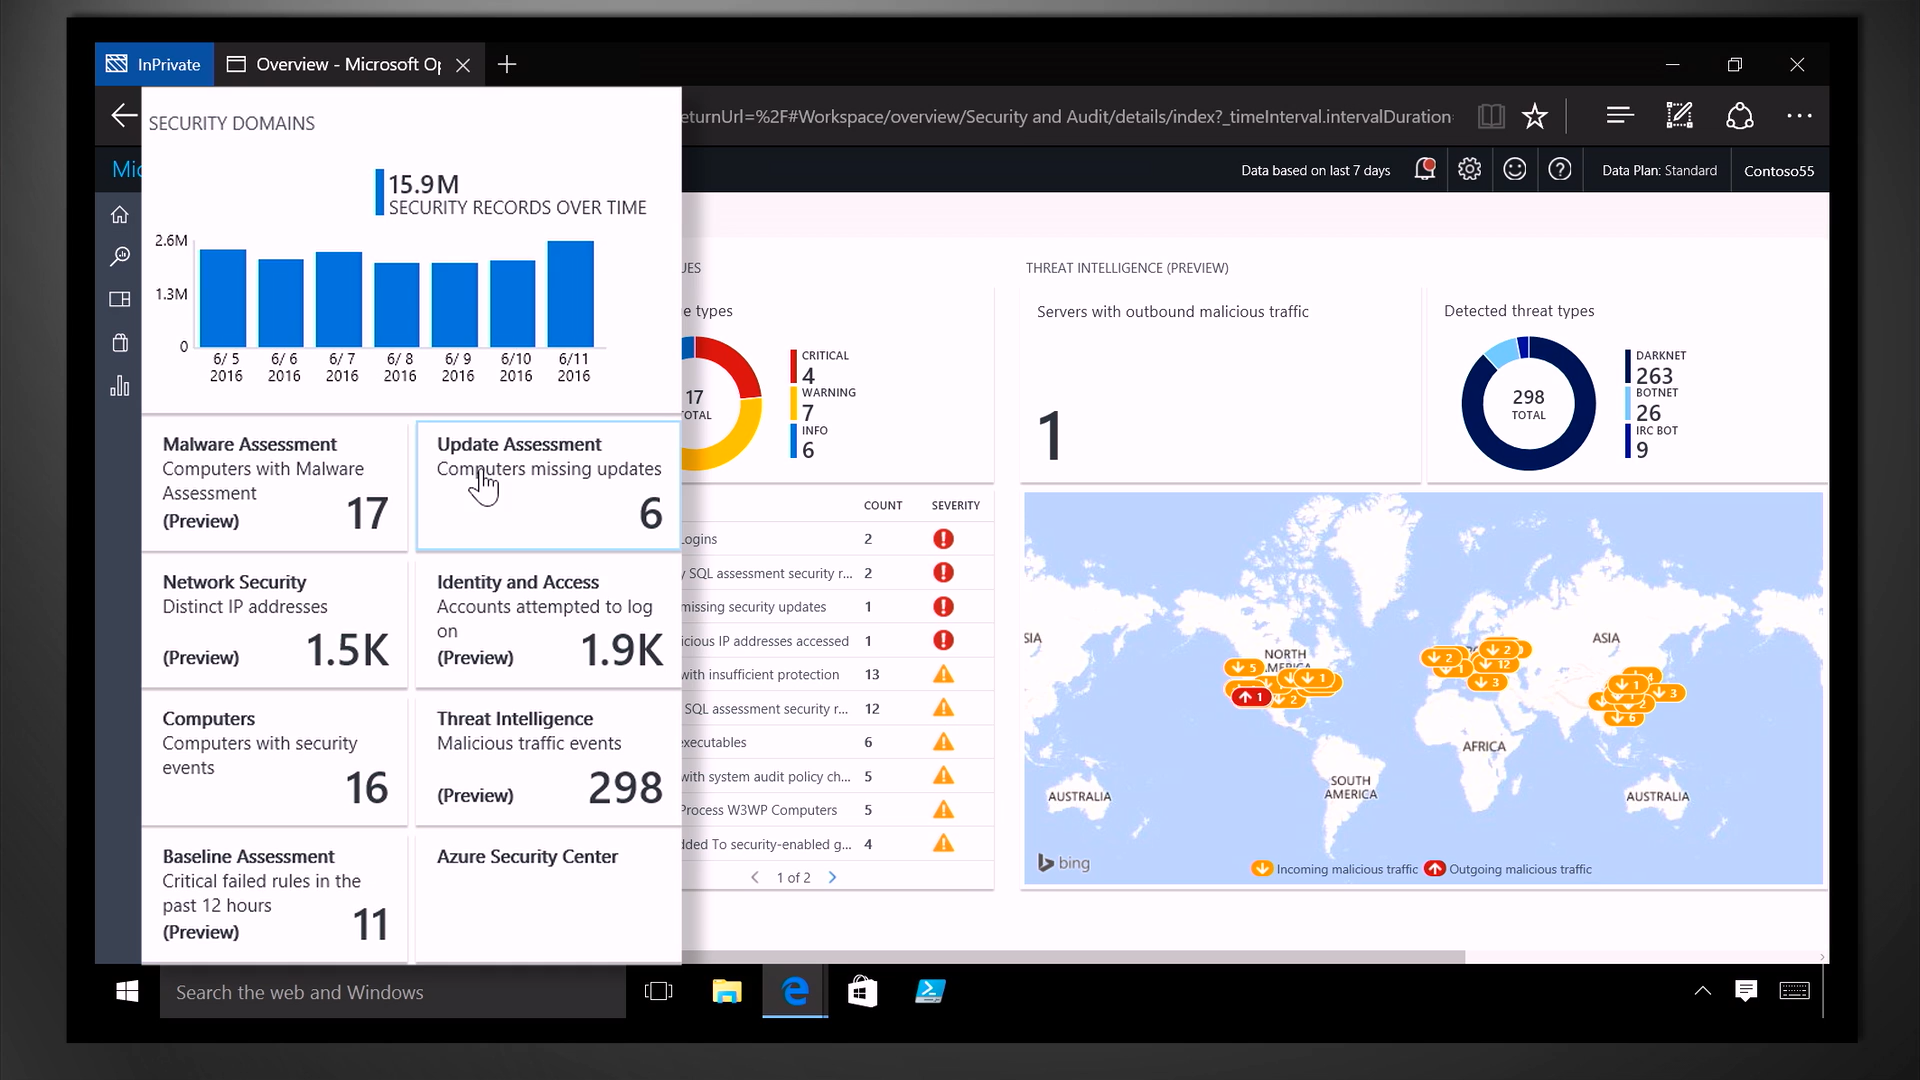 InPrivate
Overview - Microsoft Op
SECURITY DOMAINS
eturnUrl=%2F#Workspace/overview/Security and Audit/details/index?_timeInterval.intervalDuration
Mic
Data based on last 7 days
Data Plan: Standard
Contoso55
15.9M
SECURITY RECORDS OVER TIME
2.6M
1.3M
0
6/ 5 2016
6/ 6 2016
6/ 7 2016
6/ 8 2016
6/ 9 2016
6/10 2016
6/11 2016
Malware Assessment
Computers with Malware
Assessment
(Preview)
17
Update Assessment
Computers missing updates
6
Network Security
Distinct IP addresses
(Preview)
1.5K
Identity and Access
Accounts attempted to log
on
(Preview)
1.9K
Computers
Computers with security
events
16
Threat Intelligence
Malicious traffic events
(Preview)
298
Baseline Assessment
Critical failed rules in the
past 12 hours
(Preview)
11
Azure Security Center
UES
e types
17
TOTAL
CRITICAL
4
WARNING
7
INFO
6
COUNT
SEVERITY
Logins
2
y SQL assessment security r...
2
missing security updates
1
icious IP addresses accessed
1
with insufficient protection
13
SQL assessment security r...
12
executables
6
with system audit policy ch...
5
Process W3WP Computers
5
dded To security-enabled g...
4
1 of 2
THREAT INTELLIGENCE (PREVIEW)
Servers with outbound malicious traffic
1
Detected threat types
298
TOTAL
DARKNET
263
BOTNET
26
IRC BOT
9
SIA
NORTH
AMERICA
ASIA
AFRICA
SOUTH
AMERICA
AUSTRALIA
AUSTRALIA
5
1
1
2
2
1
2
12
3
1
4
3
2
6
bing
Incoming malicious traffic
Outgoing malicious traffic
Search the web and Windows